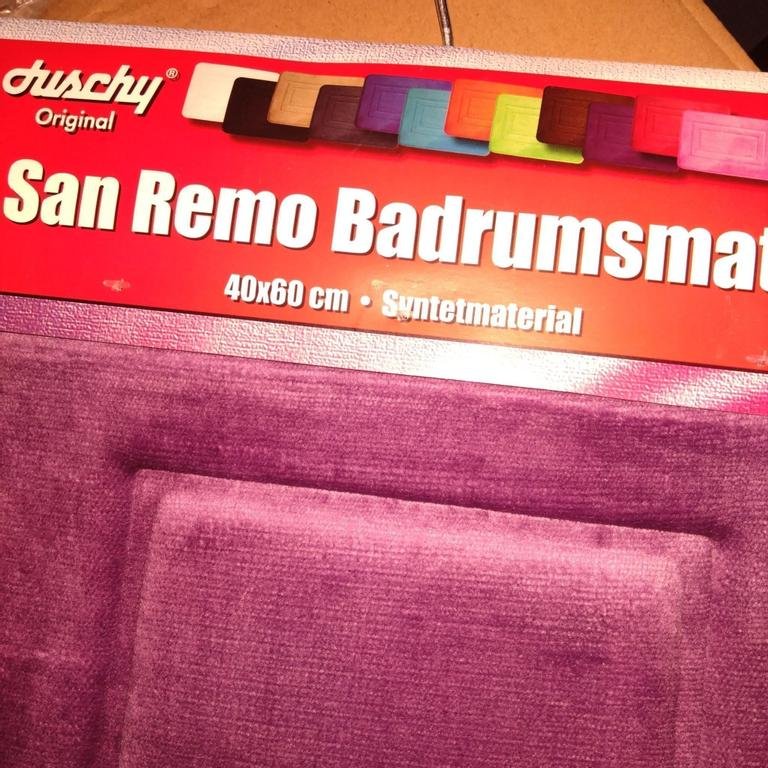 duschy®
Original
San Remo Badrumsmat
40x60 cm • Syntetmaterial